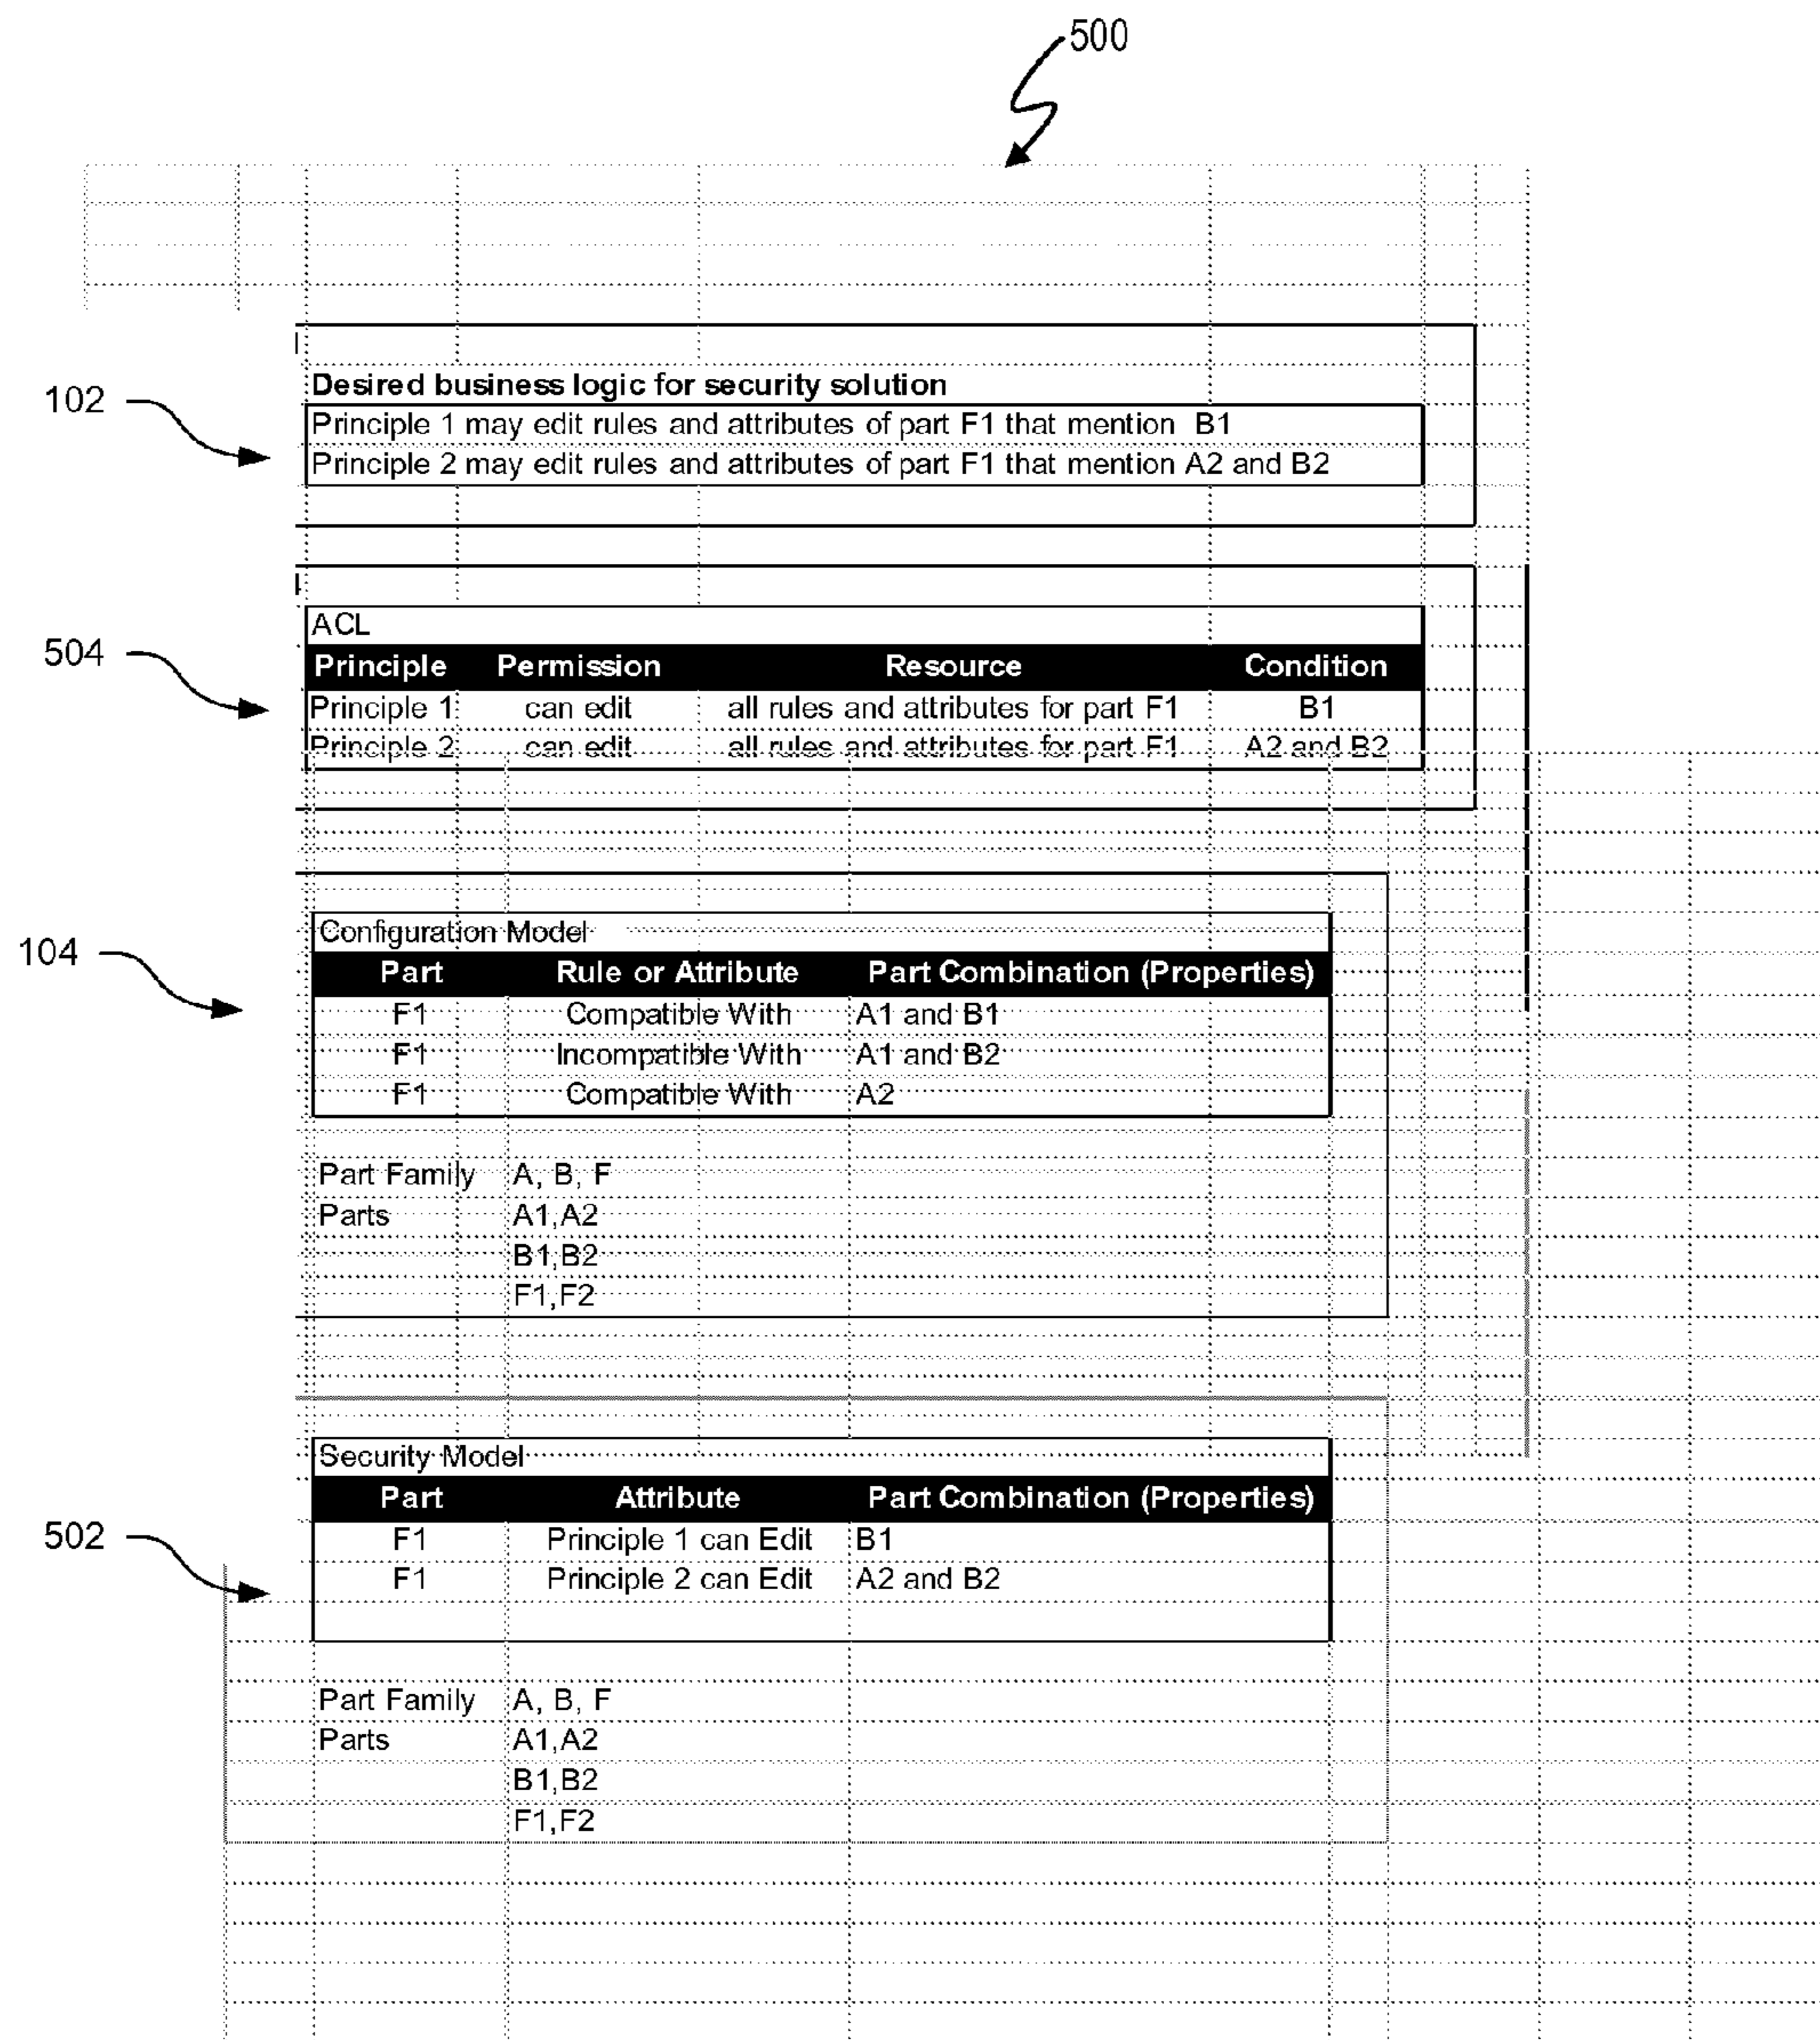 500
Desired business logic for security solution
102
Principle 1 may edit rules and attributes of part F1 that mention B1
Principle 2 may edit rules and attributes of part F1 that mention A2 and B2
ACL
504
Principle Permission Resource Condition
Principle 1 can edit all rules and attributes for part F1 B1
Principle 2 can edit all rules and attributes for part F1 A2 and B2
Configuration Model
104
Part Rule or Attribute Part Combination (Properties)
F1 Compatible With A1 and B1
F1 Incompatible With A1 and B2
F1 Compatible With A2
Part Family A, B, F
Parts A1,A2
B1,B2
F1,F2
Security Model
Part Attribute Part Combination (Properties)
502
F1 Principle 1 can Edit B1
F1 Principle 2 can Edit A2 and B2
Part Family A, B, F
Parts A1,A2
B1,B2
F1,F2